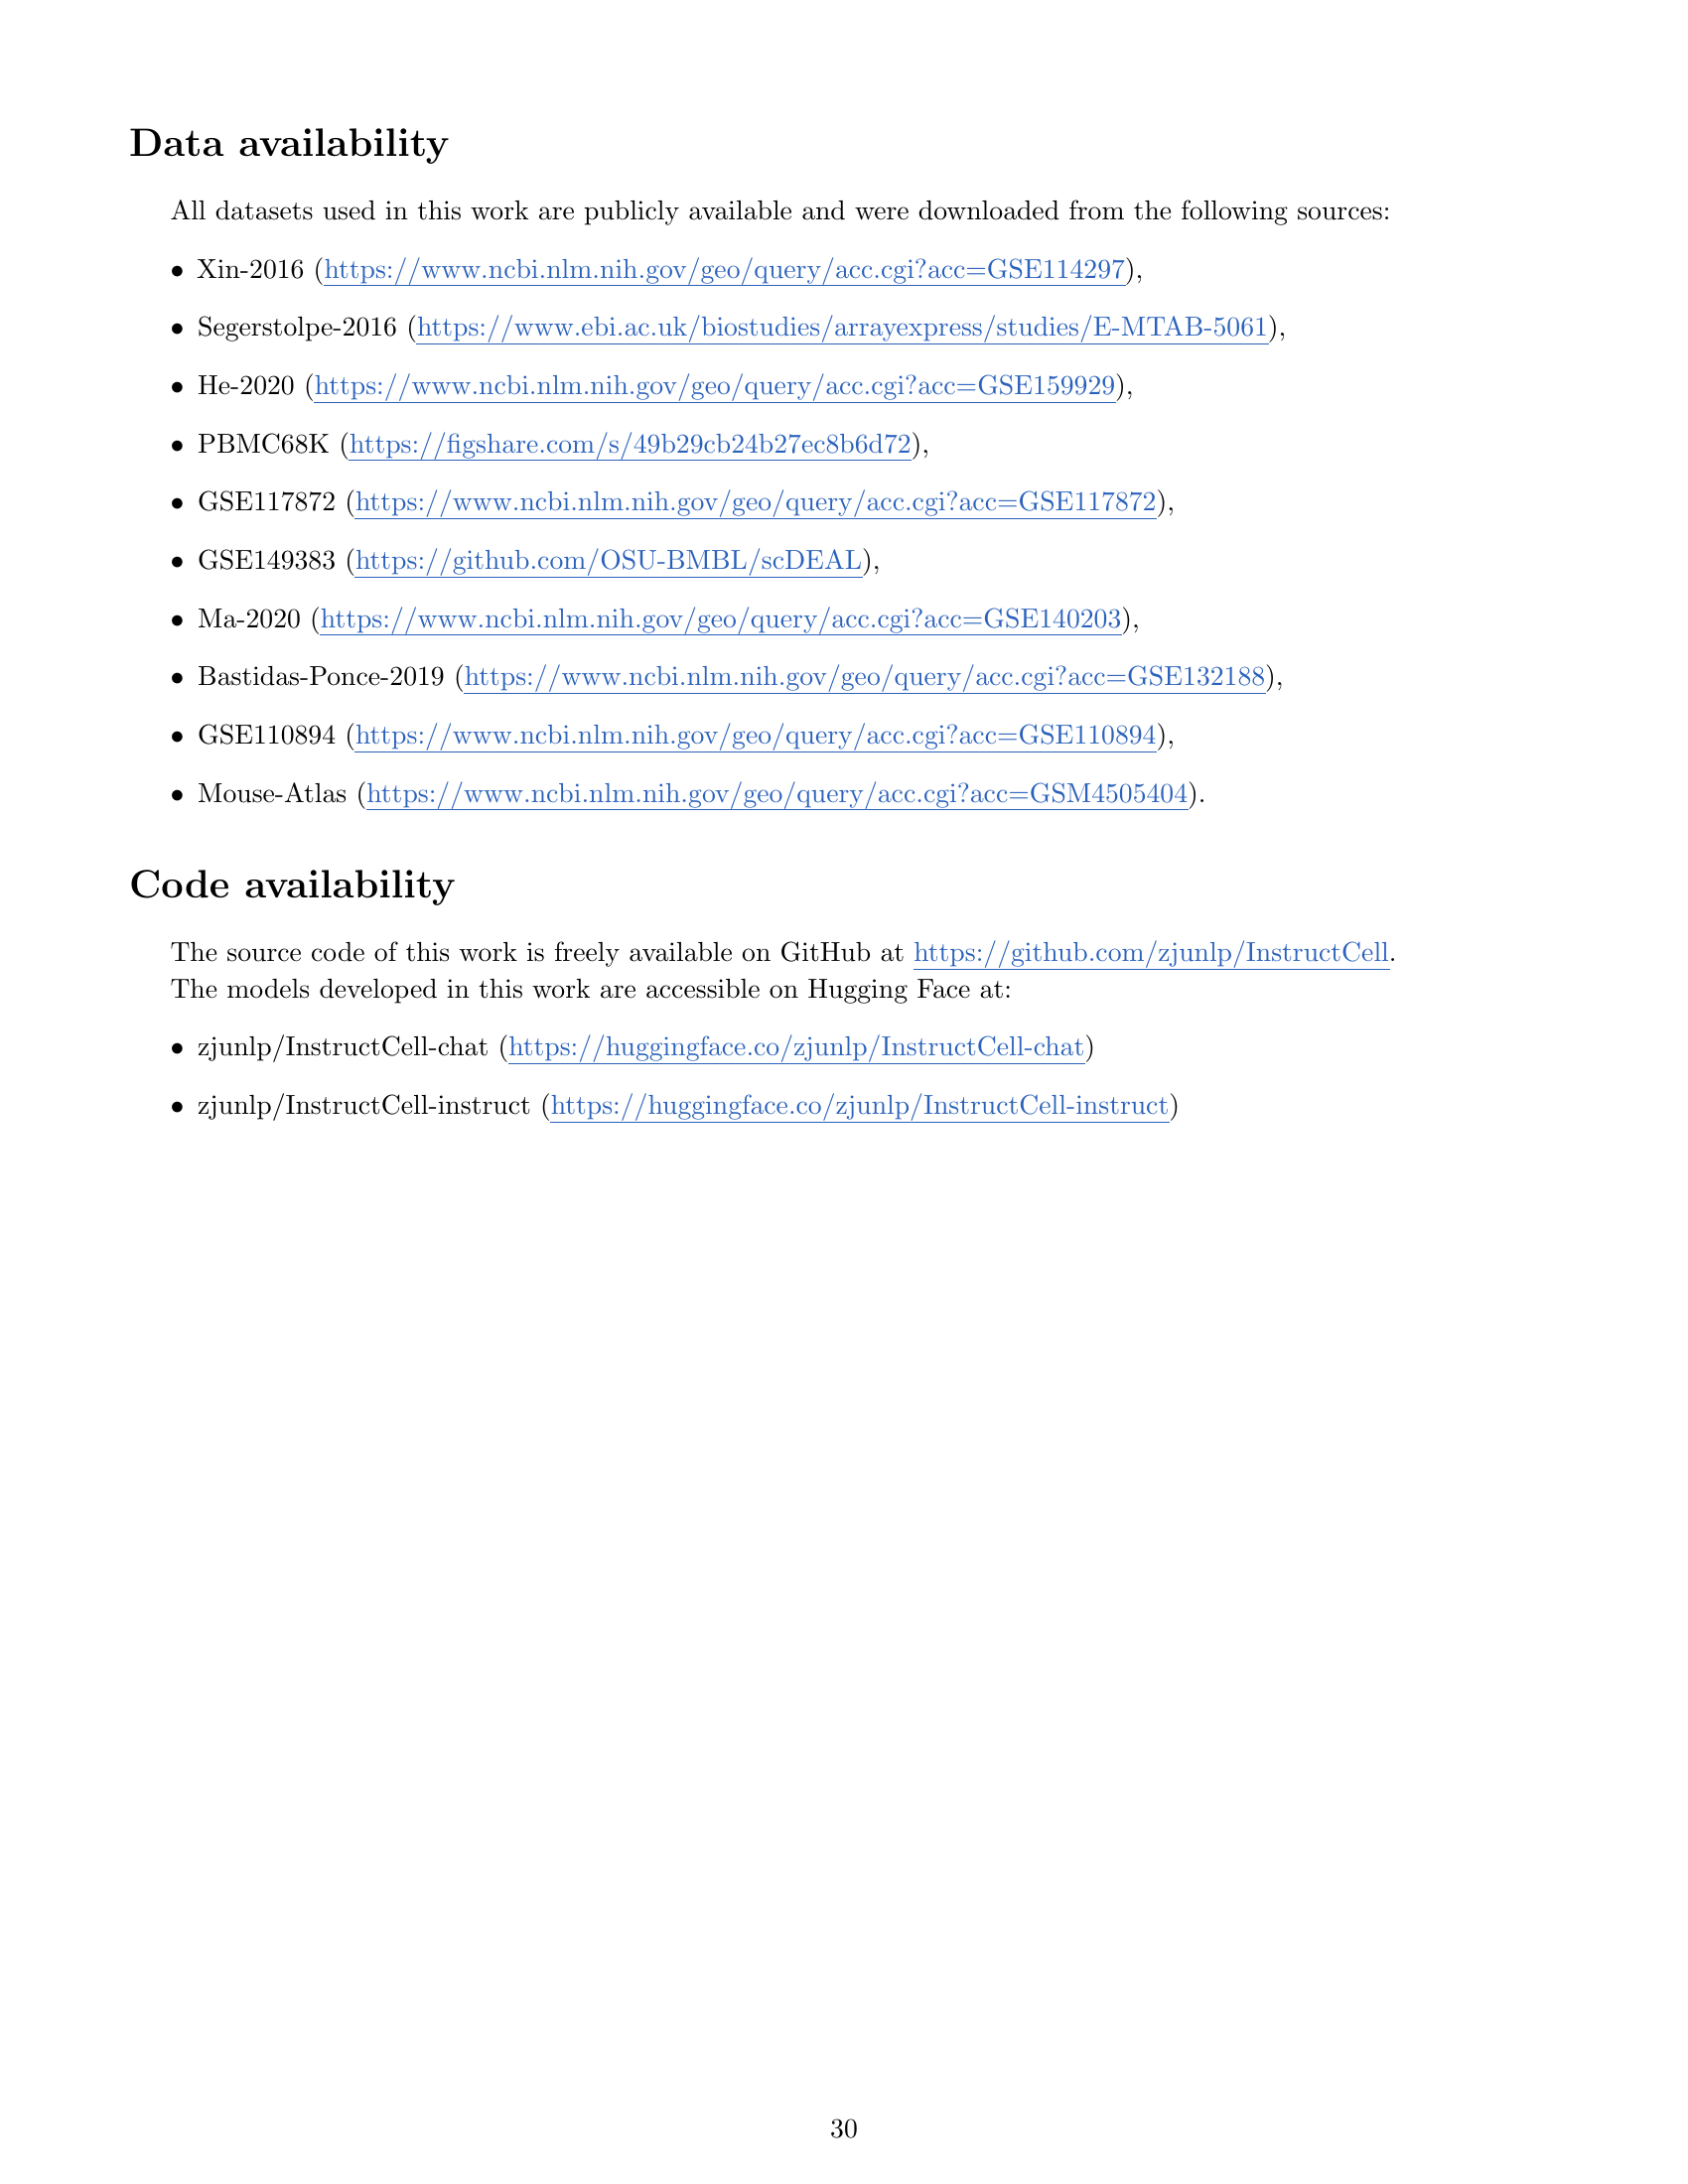 Data availability
All datasets used in this work are publicly available and were downloaded from the following sources:
• Xin-2016 (https://www.ncbi.nlm.nih.gov/geo/query/acc.cgi?acc=GSE114297),
• Segerstolpe-2016 (https://www.ebi.ac.uk/biostudies/arrayexpress/studies/E-MTAB-5061),
• He-2020 (https://www.ncbi.nlm.nih.gov/geo/query/acc.cgi?acc=GSE159929),
• PBMC68K (https://figshare.com/s/49b29cb24b27ec8b6d72),
• GSE117872 (https://www.ncbi.nlm.nih.gov/geo/query/acc.cgi?acc=GSE117872),
• GSE149383 (https://github.com/OSU-BMBL/scDEAL),
• Ma-2020 (https://www.ncbi.nlm.nih.gov/geo/query/acc.cgi?acc=GSE140203),
• Bastidas-Ponce-2019 (https://www.ncbi.nlm.nih.gov/geo/query/acc.cgi?acc=GSE132188),
• GSE110894 (https://www.ncbi.nlm.nih.gov/geo/query/acc.cgi?acc=GSE110894),
• Mouse-Atlas (https://www.ncbi.nlm.nih.gov/geo/query/acc.cgi?acc=GSM4505404).
Code availability
The source code of this work is freely available on GitHub at https://github.com/zjunlp/InstructCell.
The models developed in this work are accessible on Hugging Face at:
• zjunlp/InstructCell-chat (https://huggingface.co/zjunlp/InstructCell-chat)
• zjunlp/InstructCell-instruct (https://huggingface.co/zjunlp/InstructCell-instruct)
30